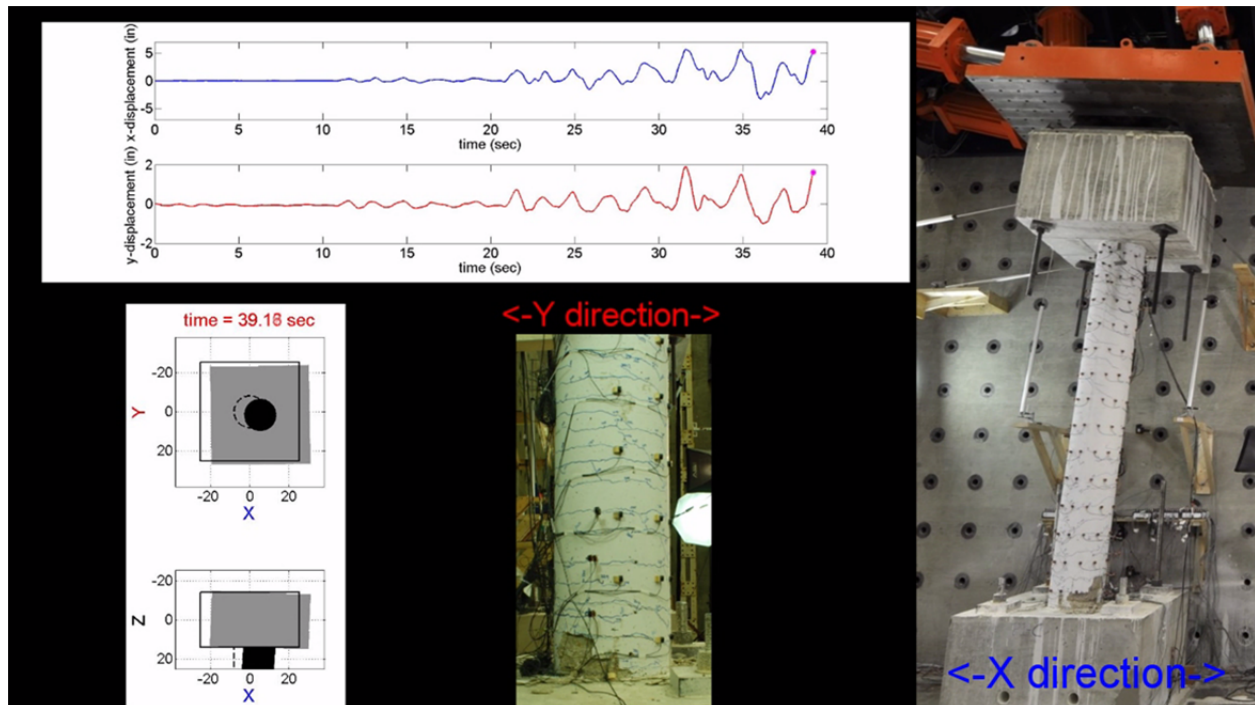 x-displacement (in)
5
0
-5
0 5 10 15 20 25 30 35 40
time (sec)
y-displacement (in)
2
0
-2
0 5 10 15 20 25 30 35 40
time (sec)
time = 39.18 sec
-20
0
20
Y
-20 0 20
X
-20
0
20
Z
-20 0 20
X
<-Y direction->
<-X direction->